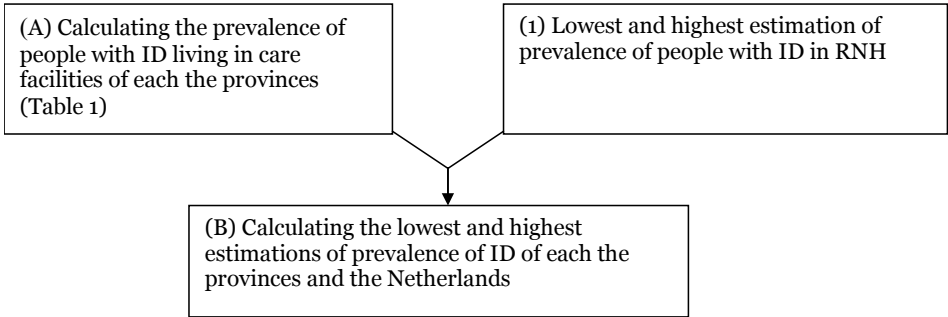 (A) Calculating the prevalence of
people with ID living in care
facilities of each the provinces
(Table 1)
(1) Lowest and highest estimation of
prevalence of people with ID in RNH
(B) Calculating the lowest and highest
estimations of prevalence of ID of each the
provinces and the Netherlands